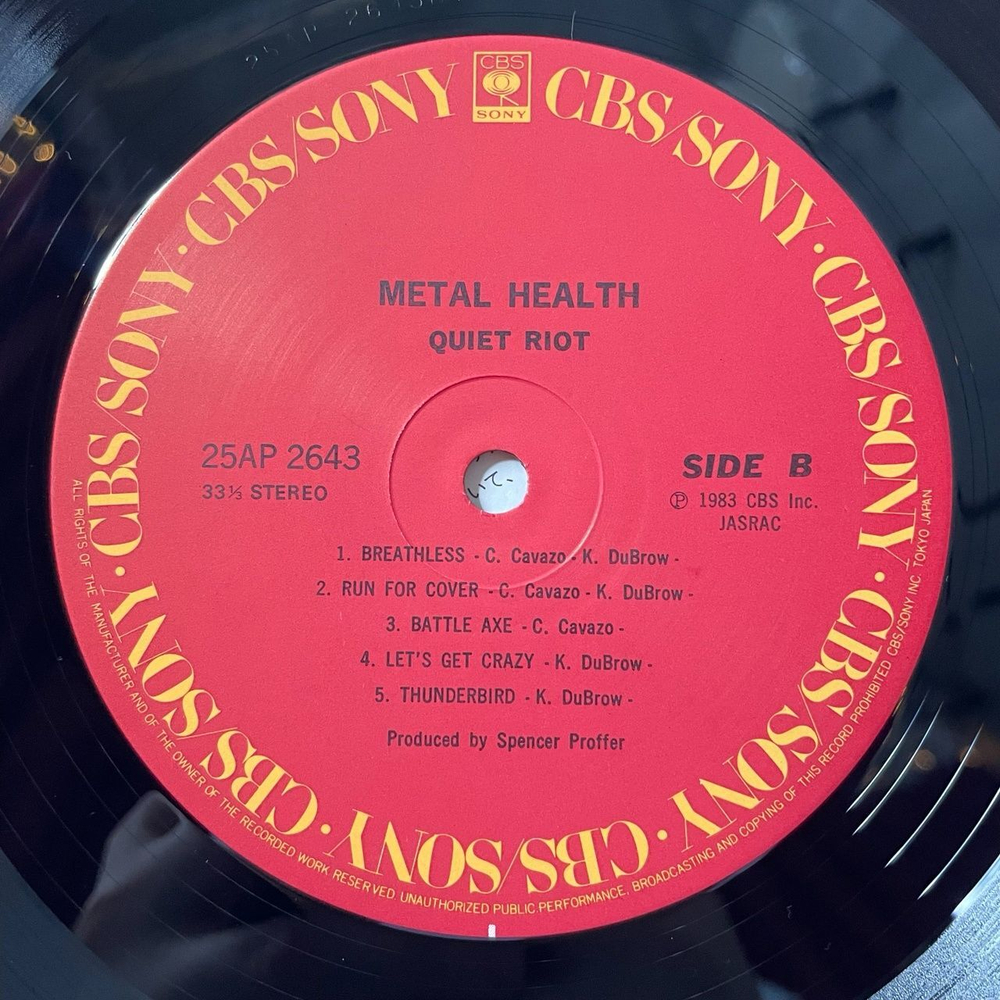 CBS
SONY
CBS/SONY · CBS/SONY · CBS/SONY · CBS/SONY · CBS/SONY · CBS/SONY · CBS/SONY · CBS/SONY
METAL HEALTH
QUIET RIOT
25AP 2643
33⅓ STEREO
SIDE B
Ⓟ 1983 CBS Inc.
JASRAC
1. BREATHLESS - C. Cavazo - K. DuBrow -
2. RUN FOR COVER - C. Cavazo - K. DuBrow -
3. BATTLE AXE - C. Cavazo -
4. LET'S GET CRAZY - K. DuBrow -
5. THUNDERBIRD - K. DuBrow -
Produced by Spencer Proffer
ALL RIGHTS OF THE MANUFACTURER AND OF THE OWNER OF THE RECORDED WORK RESERVED. UNAUTHORIZED PUBLIC PERFORMANCE, BROADCASTING AND COPYING OF THIS RECORD PROHIBITED CBS/SONY INC. TOKYO JAPAN